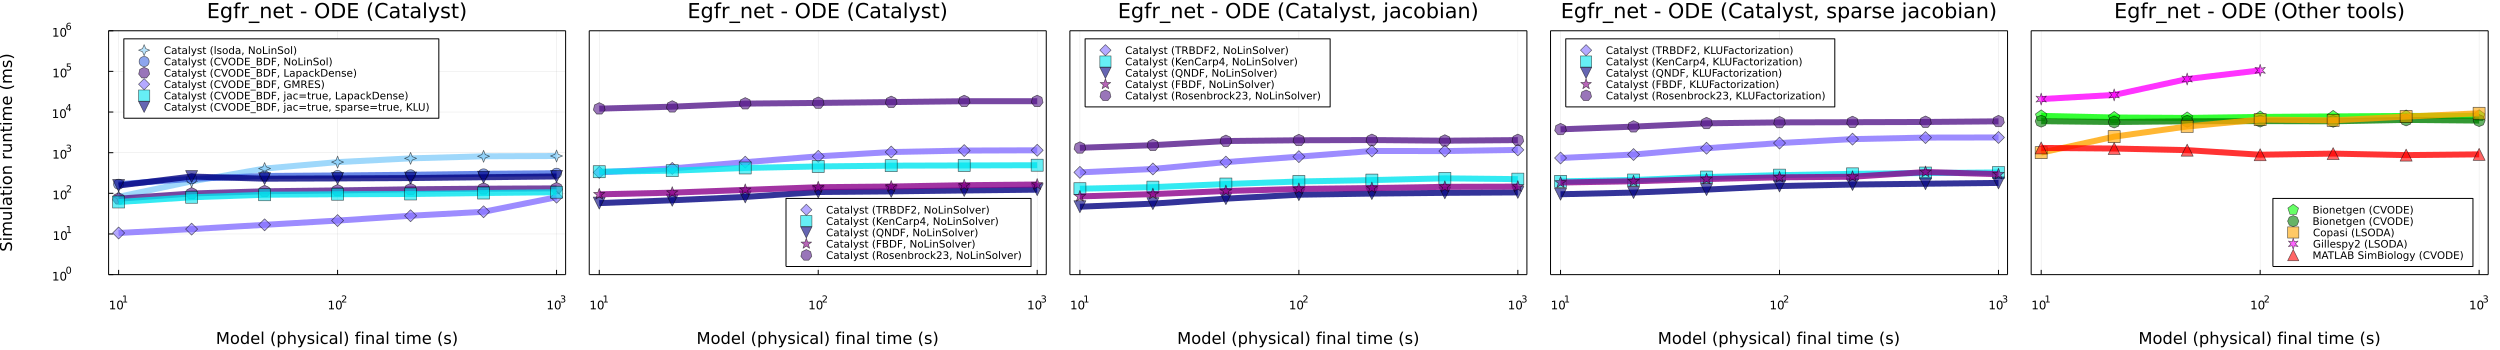 Egfr_net - ODE (Catalyst)
Simulation runtime (ms)
10^6
10^5
10^4
10^3
10^2
10^1
10^0
Catalyst (lsoda, NoLinSol)
Catalyst (CVODE_BDF, NoLinSol)
Catalyst (CVODE_BDF, LapackDense)
Catalyst (CVODE_BDF, GMRES)
Catalyst (CVODE_BDF, jac=true, LapackDense)
Catalyst (CVODE_BDF, jac=true, sparse=true, KLU)
10^1 10^2 10^3
Model (physical) final time (s)
Egfr_net - ODE (Catalyst)
Catalyst (TRBDF2, NoLinSolver)
Catalyst (KenCarp4, NoLinSolver)
Catalyst (QNDF, NoLinSolver)
Catalyst (FBDF, NoLinSolver)
Catalyst (Rosenbrock23, NoLinSolver)
10^1 10^2 10^3
Model (physical) final time (s)
Egfr_net - ODE (Catalyst, jacobian)
Catalyst (TRBDF2, NoLinSolver)
Catalyst (KenCarp4, NoLinSolver)
Catalyst (QNDF, NoLinSolver)
Catalyst (FBDF, NoLinSolver)
Catalyst (Rosenbrock23, NoLinSolver)
10^1 10^2 10^3
Model (physical) final time (s)
Egfr_net - ODE (Catalyst, sparse jacobian)
Catalyst (TRBDF2, KLUFactorization)
Catalyst (KenCarp4, KLUFactorization)
Catalyst (QNDF, KLUFactorization)
Catalyst (FBDF, KLUFactorization)
Catalyst (Rosenbrock23, KLUFactorization)
10^1 10^2 10^3
Model (physical) final time (s)
Egfr_net - ODE (Other tools)
Bionetgen (CVODE)
Bionetgen (CVODE)
Copasi (LSODA)
Gillespy2 (LSODA)
MATLAB SimBiology (CVODE)
10^1 10^2 10^3
Model (physical) final time (s)